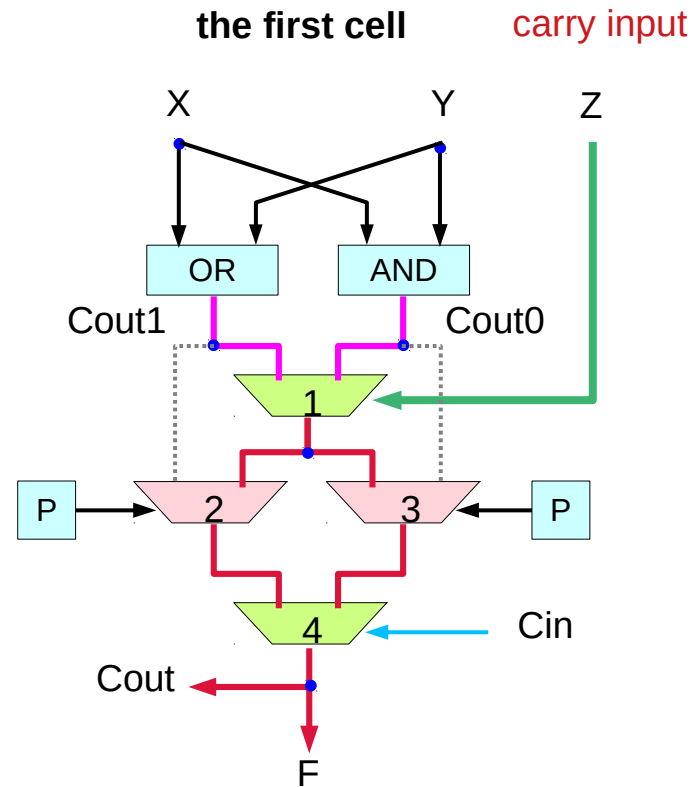 the first cell
carry input
X
Y
Z
OR
AND
Cout1
Cout0
1
P
2
3
P
4
Cin
Cout
F